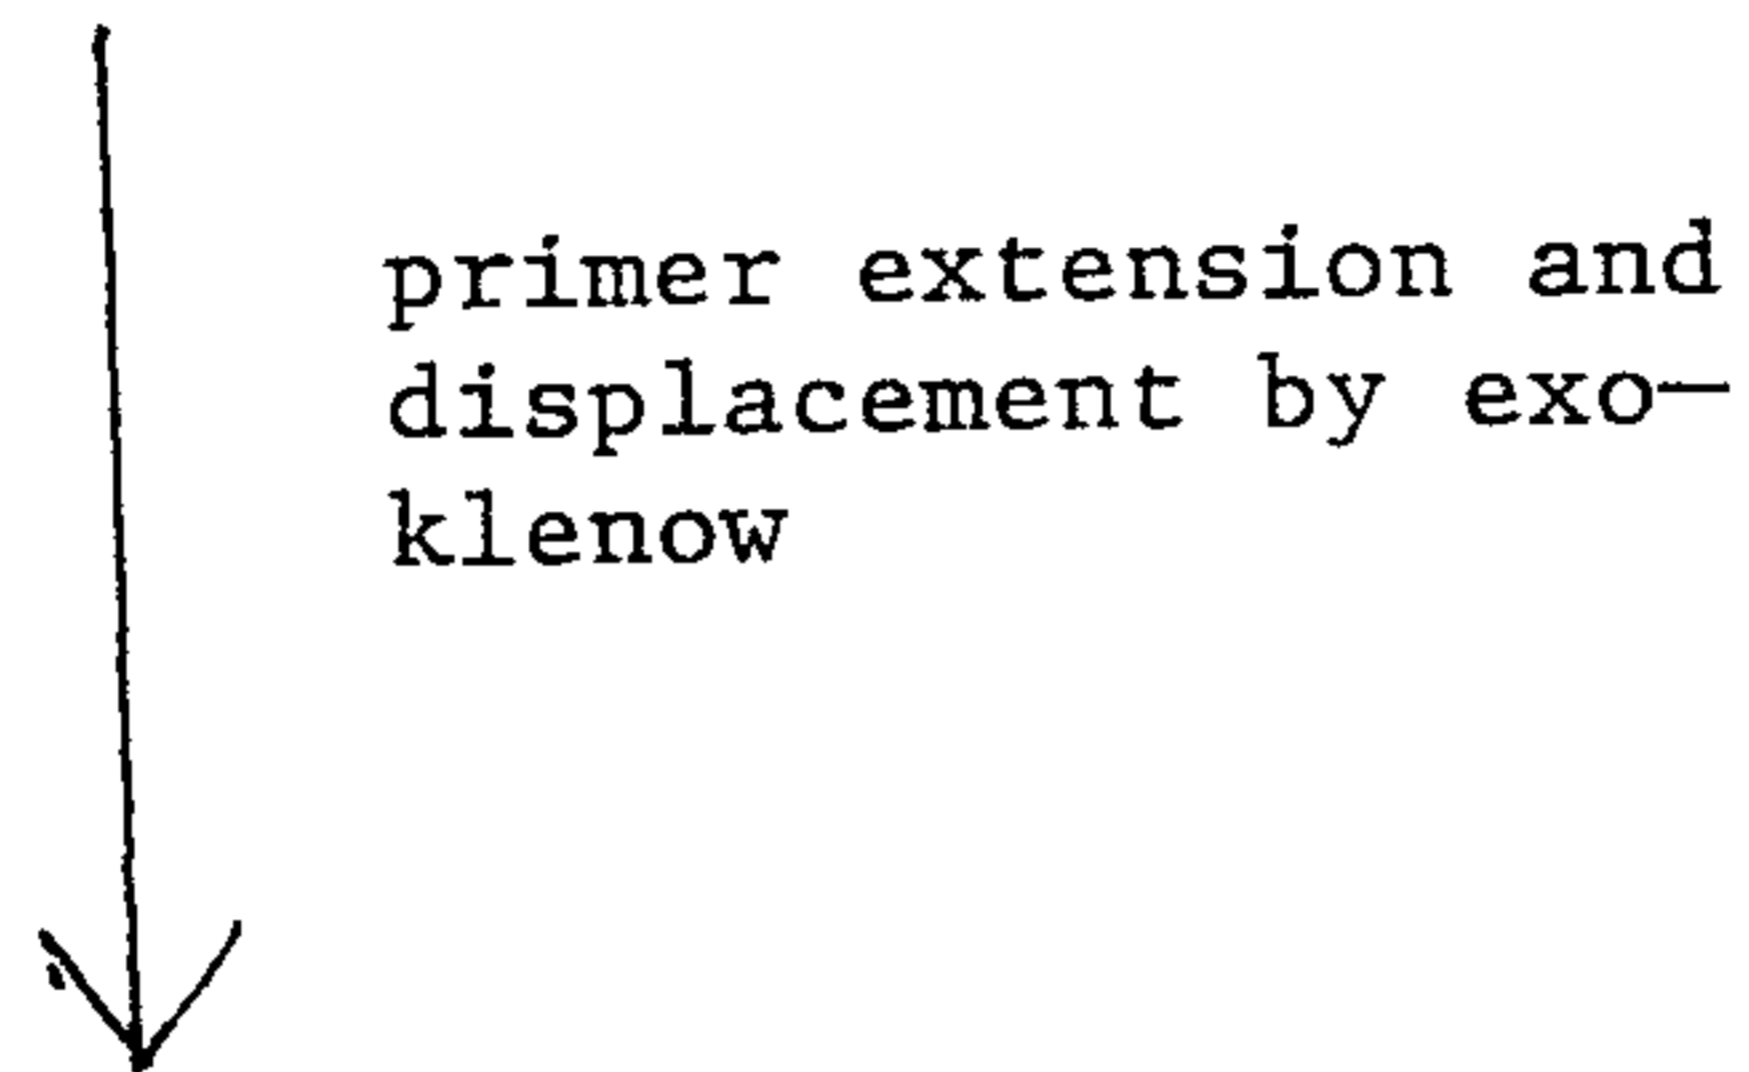 primer extension and
displacement by exo-
klenow